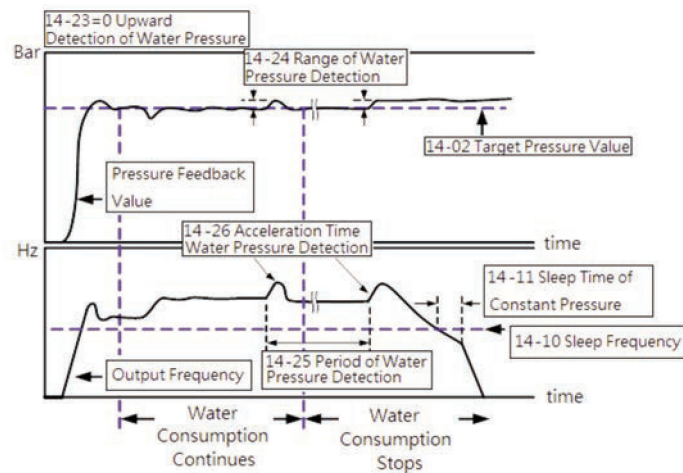 14-23=0 Upward
Detection of Water Pressure
Bar
14-24 Range of Water
Pressure Detection
14-02 Target Pressure Value
Pressure Feedback
Value
time
Hz
14-26 Acceleration Time
Water Pressure Detection
14-11 Sleep Time of
Constant Pressure
14-10 Sleep Frequency
14-25 Period of Water
Pressure Detection
Output Frequency
time
Water
Consumption
Continues
Water
Consumption
Stops